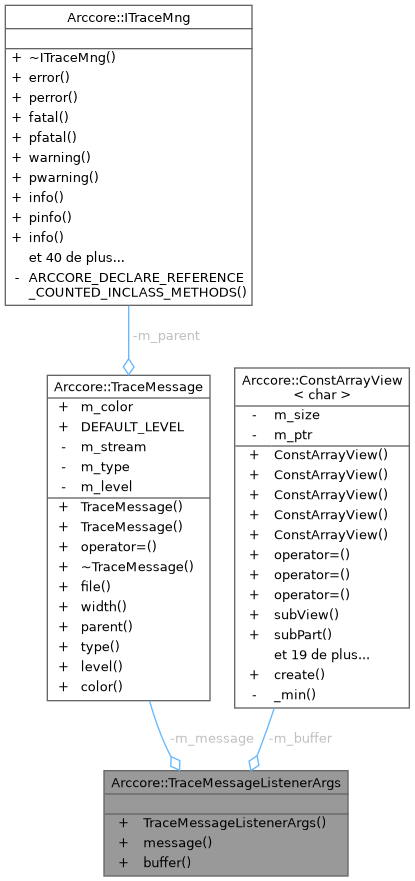 Arccore::ITraceMng
+ ~ITraceMng()
+ error()
+ perror()
+ fatal()
+ pfatal()
+ warning()
+ pwarning()
+ info()
+ pinfo()
+ info()
et 40 de plus...
- ARCCORE_DECLARE_REFERENCE
_COUNTED_INCLASS_METHODS()
-m_parent
Arccore::TraceMessage
+ m_color
+ DEFAULT_LEVEL
- m_stream
- m_type
- m_level
+ TraceMessage()
+ TraceMessage()
+ operator=()
+ ~TraceMessage()
+ file()
+ width()
+ parent()
+ type()
+ level()
+ color()
Arccore::ConstArrayView
< char >
- m_size
- m_ptr
+ ConstArrayView()
+ ConstArrayView()
+ ConstArrayView()
+ ConstArrayView()
+ ConstArrayView()
+ operator=()
+ operator=()
+ operator=()
+ subView()
+ subPart()
et 19 de plus...
+ create()
- _min()
-m_message
-m_buffer
Arccore::TraceMessageListenerArgs
+ TraceMessageListenerArgs()
+ message()
+ buffer()